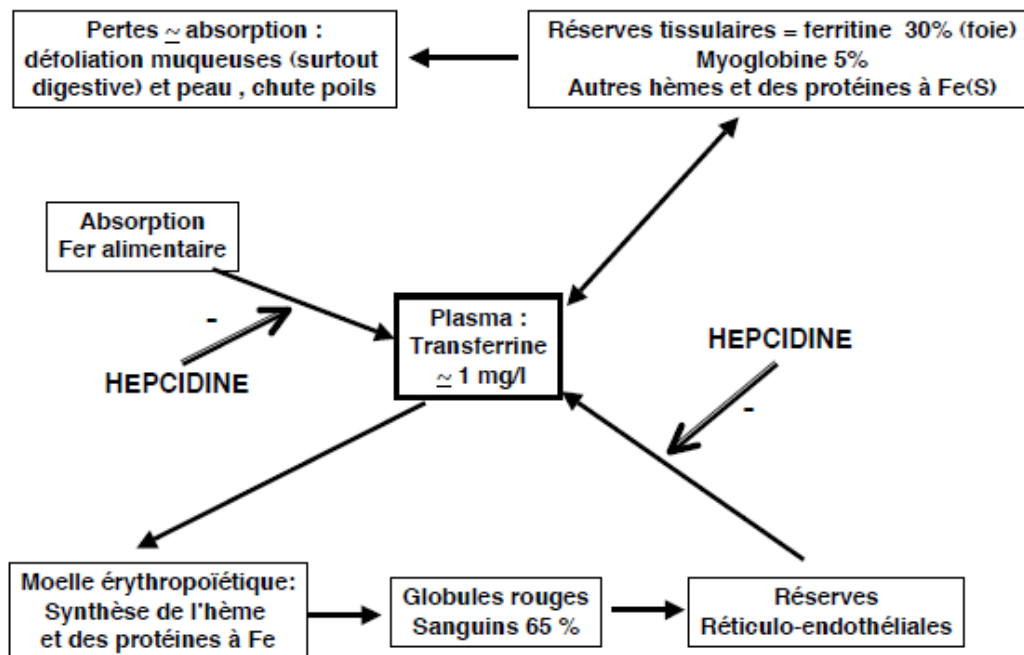 Pertes ~ absorption :
défoliation muqueuses (surtout
digestive) et peau , chute poils
Réserves tissulaires = ferritine 30% (foie)
Myoglobine 5%
Autres hèmes et des protéines à Fe(S)
Absorption
Fer alimentaire
-
HEPCIDINE
Plasma :
Transferrine
~ 1 mg/l
HEPCIDINE
-
Moelle érythropoïétique:
Synthèse de l'hème
et des protéines à Fe
Globules rouges
Sanguins 65 %
Réserves
Réticulo-endothéliales